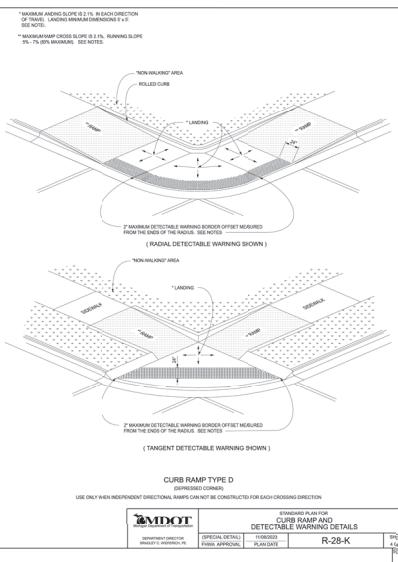 * MAXIMUM LANDING SLOPE IS 2.1% IN EACH DIRECTION
OF TRAVEL. LANDING MINIMUM DIMENSIONS 5' x 5'.
SEE NOTES.
** MAXIMUM RAMP CROSS SLOPE IS 2.1%, RUNNING SLOPE
5% - 7% (8.3% MAXIMUM). SEE NOTES.
"NON-WALKING" AREA
ROLLED CURB
* LANDING
**RAMP
**RAMP
24"
2" MAXIMUM DETECTABLE WARNING BORDER OFFSET MEASURED
FROM THE ENDS OF THE RADIUS. SEE NOTES
( RADIAL DETECTABLE WARNING SHOWN )
"NON-WALKING" AREA
* LANDING
SIDEWALK
SIDEWALK
**RAMP
**RAMP
24"
2" MAXIMUM DETECTABLE WARNING BORDER OFFSET MEASURED
FROM THE ENDS OF THE RADIUS. SEE NOTES
( TANGENT DETECTABLE WARNING SHOWN )
CURB RAMP TYPE D
(DEPRESSED CORNER)
USE ONLY WHEN INDEPENDENT DIRECTIONAL RAMPS CAN NOT BE CONSTRUCTED FOR EACH CROSSING DIRECTION
MDOT
Michigan Department of Transportation
DEPARTMENT DIRECTOR
BRADLEY C. WIEFERICH, PE
STANDARD PLAN FOR
CURB RAMP AND
DETECTABLE WARNING DETAILS
(SPECIAL DETAIL)
FHWA APPROVAL
11/08/2023
PLAN DATE
R-28-K